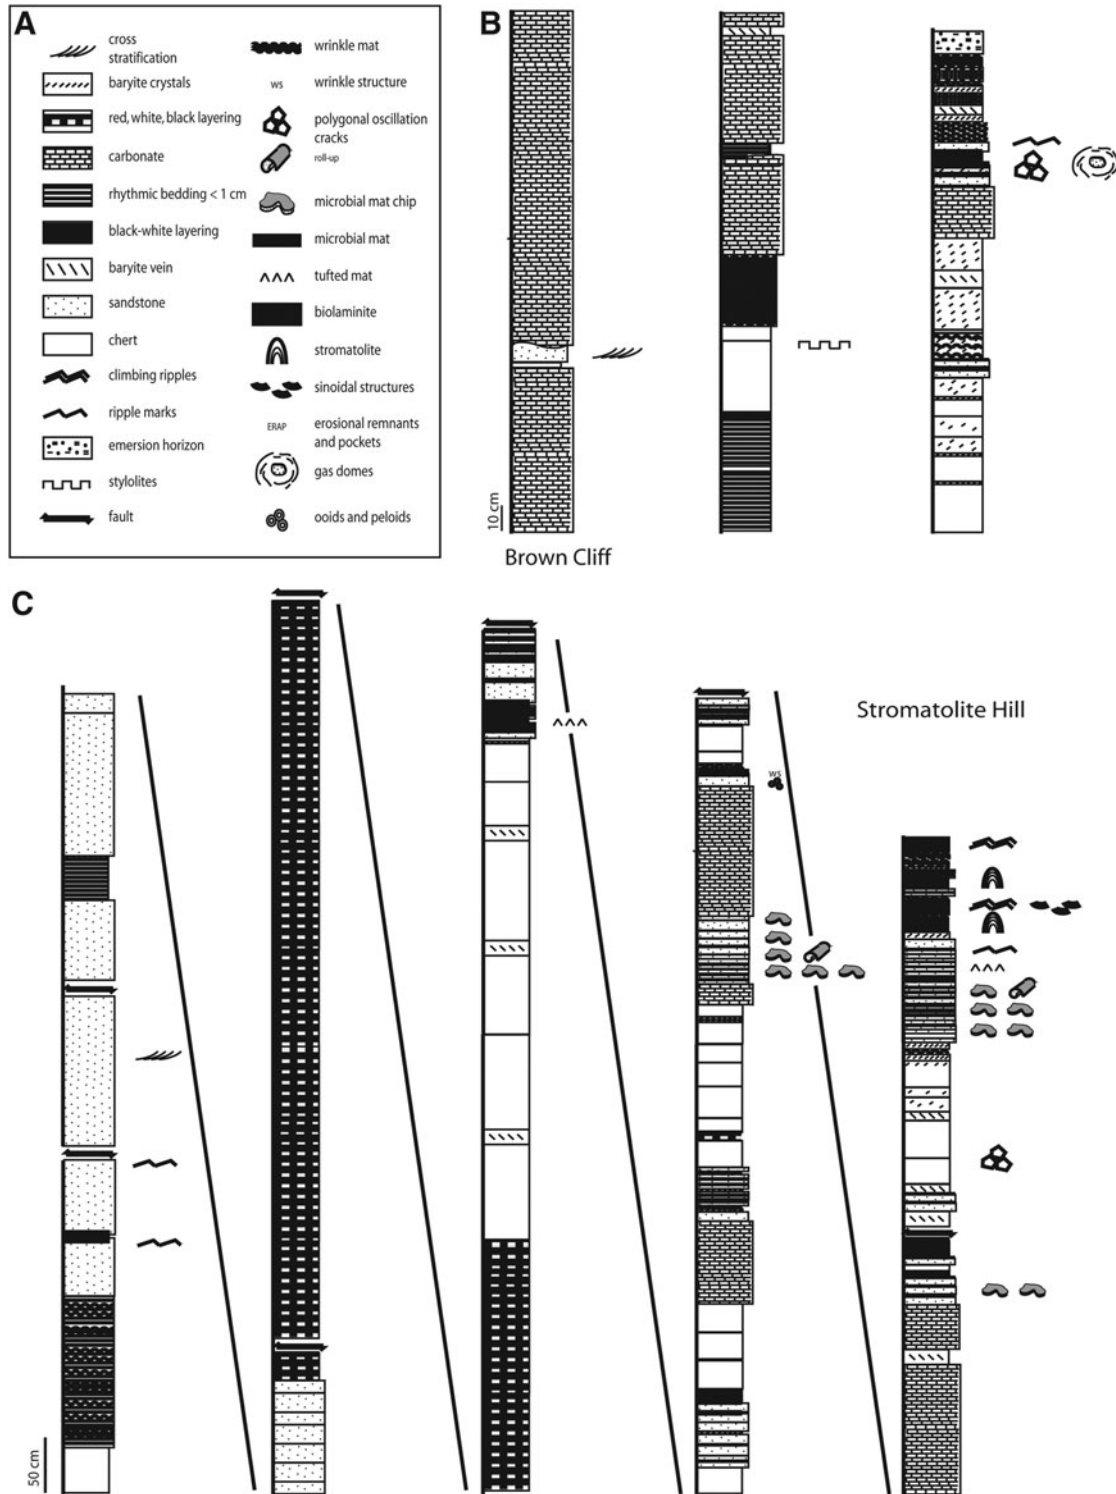 A
cross
stratification
baryite crystals
red, white, black layering
carbonate
rhythmic bedding < 1 cm
black-white layering
baryite vein
sandstone
chert
climbing ripples
ripple marks
emersion horizon
stylolites
fault
wrinkle mat
ws wrinkle structure
polygonal oscillation
cracks
roll-up
microbial mat chip
microbial mat
tufted mat
biolaminite
stromatolite
sinoidal structures
ERAP erosional remnants
and pockets
gas domes
ooids and peloids
B
10 cm
Brown Cliff
C
Stromatolite Hill
ws
50 cm